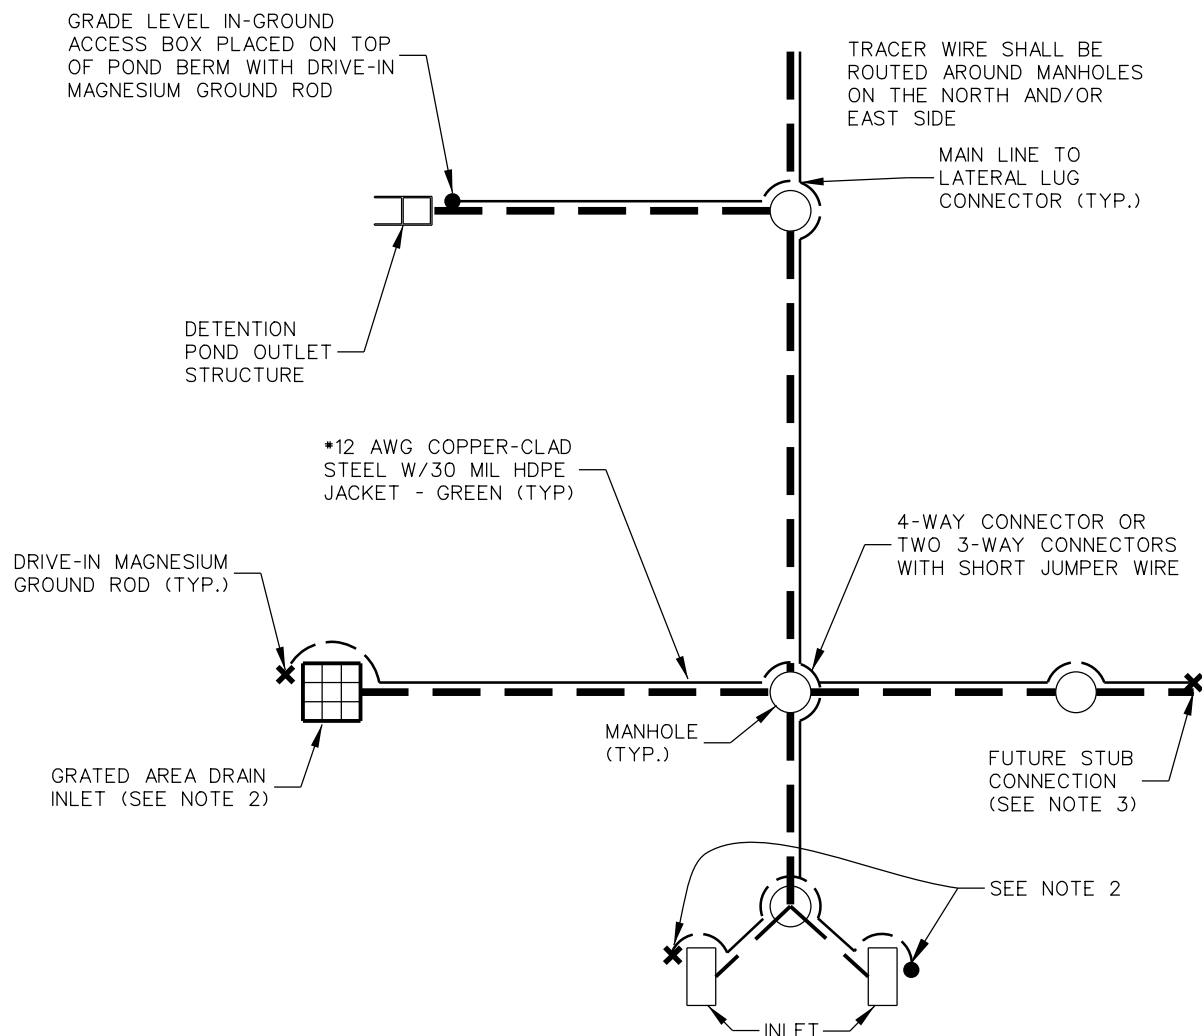 GRADE LEVEL IN-GROUND
ACCESS BOX PLACED ON TOP
OF POND BERM WITH DRIVE-IN
MAGNESIUM GROUND ROD
TRACER WIRE SHALL BE
ROUTED AROUND MANHOLES
ON THE NORTH AND/OR
EAST SIDE
MAIN LINE TO
LATERAL LUG
CONNECTOR (TYP.)
DETENTION
POND OUTLET
STRUCTURE
#12 AWG COPPER-CLAD
STEEL W/30 MIL HDPE
JACKET - GREEN (TYP)
4-WAY CONNECTOR OR
TWO 3-WAY CONNECTORS
WITH SHORT JUMPER WIRE
DRIVE-IN MAGNESIUM
GROUND ROD (TYP.)
MANHOLE
(TYP.)
GRATED AREA DRAIN
INLET (SEE NOTE 2)
FUTURE STUB
CONNECTION
(SEE NOTE 3)
SEE NOTE 2
INLET